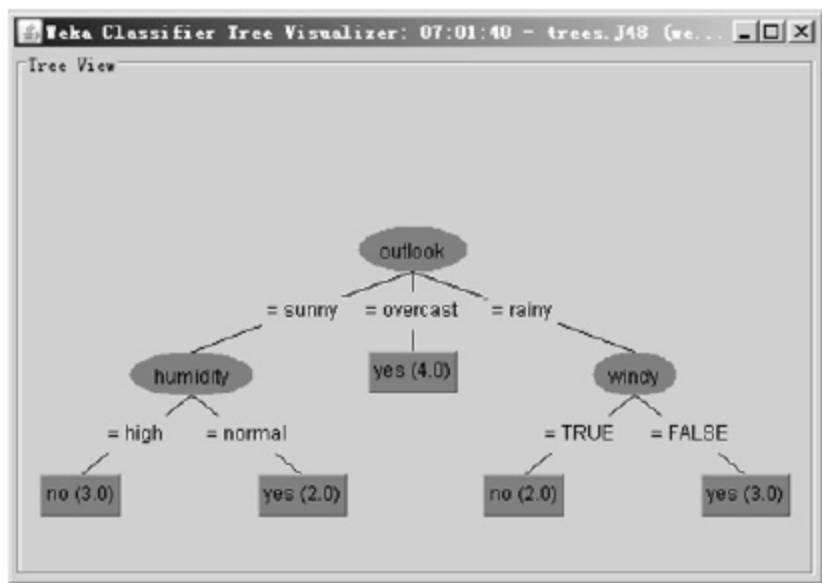 Weka Classifier Tree Visualizer: 07:01:40 - trees.J48 (we...
Tree View
outlook
= sunny = overcast = rainy
humidity yes (4.0) windy
= high = normal = TRUE = FALSE
no (3.0) yes (2.0) no (2.0) yes (3.0)